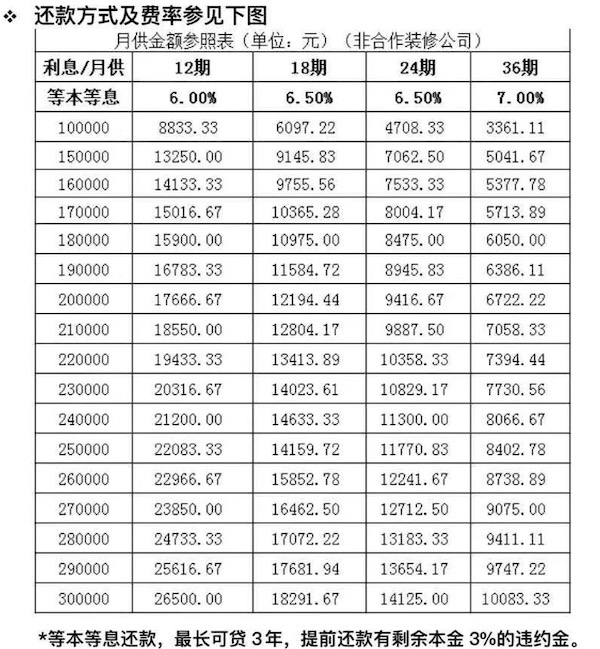 ❖ 还款方式及费率参见下图
月供金额参照表（单位：元）（非合作装修公司）
利息/月供 12期 18期 24期 36期
等本等息 6.00% 6.50% 6.50% 7.00%
100000 8833.33 6097.22 4708.33 3361.11
150000 13250.00 9145.83 7062.50 5041.67
160000 14133.33 9755.56 7533.33 5377.78
170000 15016.67 10365.28 8004.17 5713.89
180000 15900.00 10975.00 8475.00 6050.00
190000 16783.33 11584.72 8945.83 6386.11
200000 17666.67 12194.44 9416.67 6722.22
210000 18550.00 12804.17 9887.50 7058.33
220000 19433.33 13413.89 10358.33 7394.44
230000 20316.67 14023.61 10829.17 7730.56
240000 21200.00 14633.33 11300.00 8066.67
250000 22083.33 14159.72 11770.83 8402.78
260000 22966.67 15852.78 12241.67 8738.89
270000 23850.00 16462.50 12712.50 9075.00
280000 24733.33 17072.22 13183.33 9411.11
290000 25616.67 17681.94 13654.17 9747.22
300000 26500.00 18291.67 14125.00 10083.33
*等本等息还款，最长可贷 3 年，提前还款有剩余本金 3%的违约金。